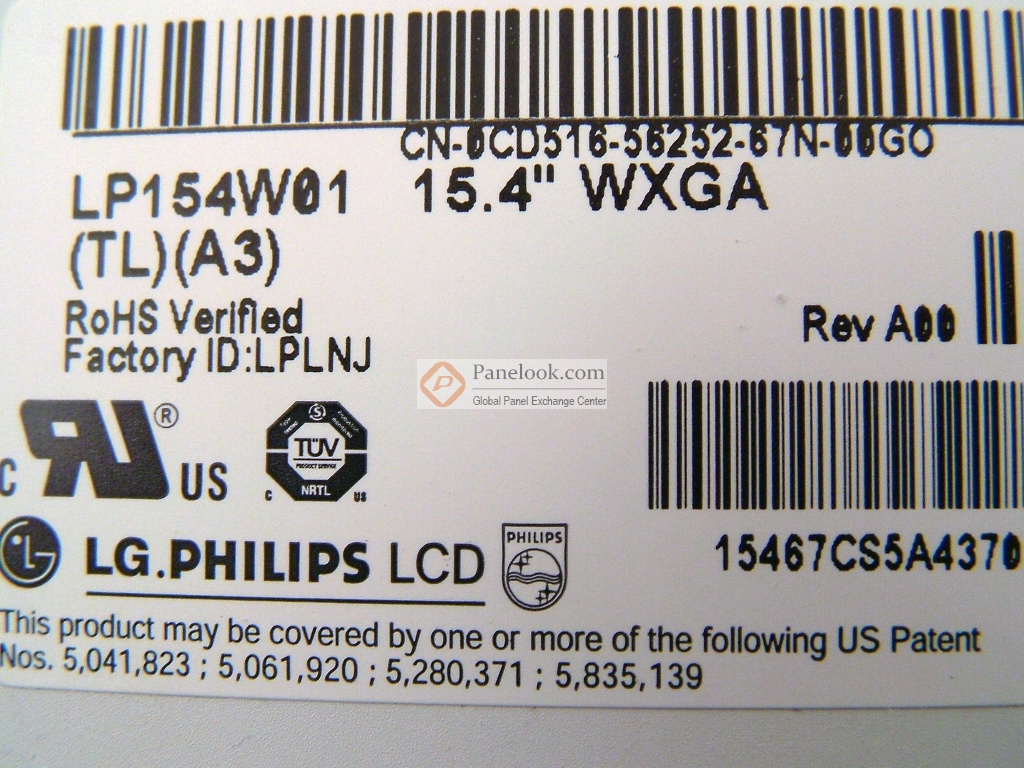 CN-0CD516-56252-67N-00GO
LP154W01 15.4" WXGA
(TL)(A3)
RoHS Verified
Rev A00
Factory ID:LPLNJ
Panelook.com
Global Panel Exchange Center
C US
TÜV
PRODUCT SERVICE
NRTL
C US
LG.PHILIPS LCD
PHILIPS
15467CS5A4370
This product may be covered by one or more of the following US Patent
Nos. 5,041,823 ; 5,061,920 ; 5,280,371 ; 5,835,139